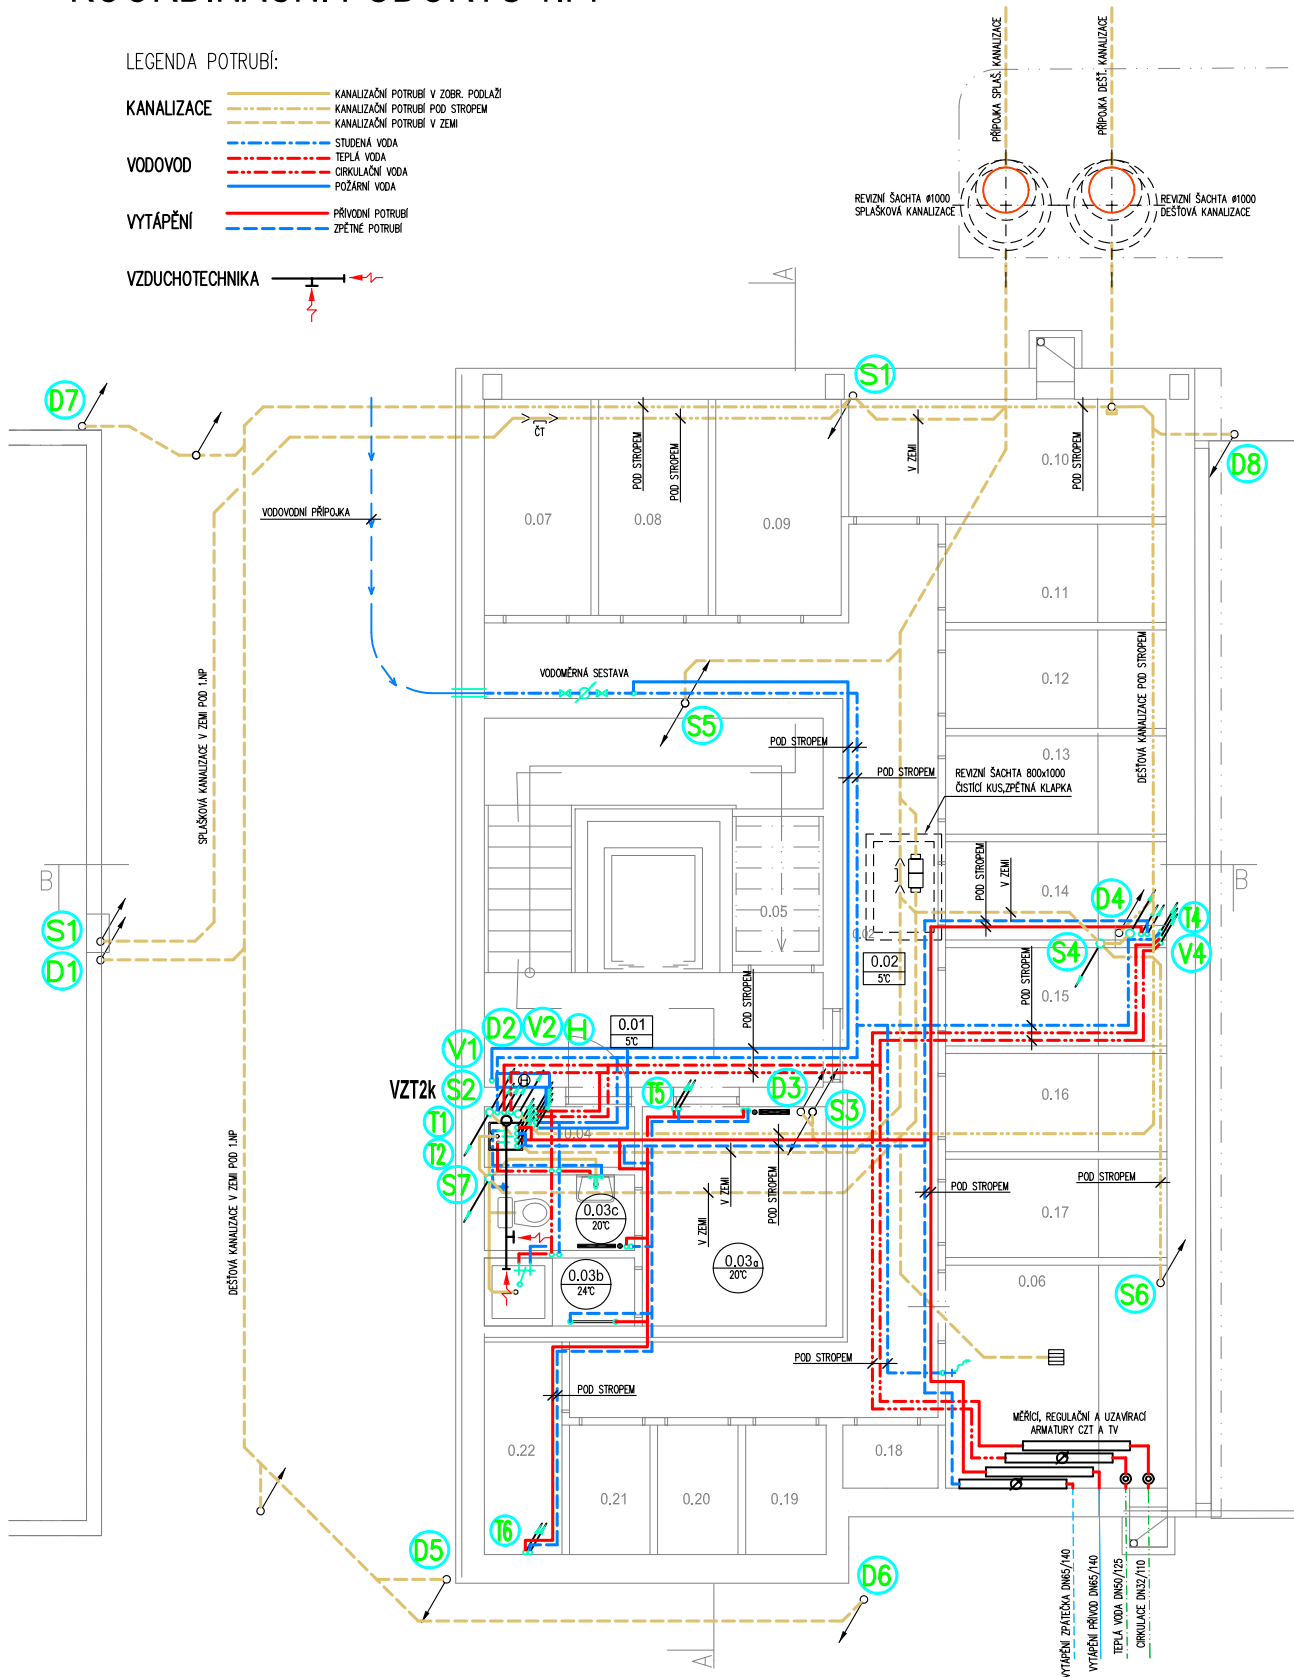 LEGENDA POTRUBÍ:
KANALIZACE
KANALIZAČNÍ POTRUBÍ V ZOBR. PODLAŽÍ
KANALIZAČNÍ POTRUBÍ POD STROPEM
KANALIZAČNÍ POTRUBÍ V ZEMI
VODOVOD
STUDENÁ VODA
TEPLÁ VODA
CIRKULAČNÍ VODA
POŽÁRNÍ VODA
VYTÁPĚNÍ
PŘÍVODNÍ POTRUBÍ
ZPĚTNÉ POTRUBÍ
VZDUCHOTECHNIKA
PŘÍPOJKA SPLAŠ. KANALIZACE
PŘÍPOJKA DEŠŤ. KANALIZACE
REVIZNÍ ŠACHTA ø1000
SPLAŠKOVÁ KANALIZACE
REVIZNÍ ŠACHTA ø1000
DEŠŤOVÁ KANALIZACE
A
D7
S1
D8
ČT
POD STROPEM
POD STROPEM
V ZEMI
POD STROPEM
0.10
0.07
0.08
0.09
VODOVODNÍ PŘÍPOJKA
0.11
0.12
0.13
VODOMĚRNÁ SESTAVA
S5
POD STROPEM
POD STROPEM
REVIZNÍ ŠACHTA 800x1000
ČISTÍCÍ KUS,ZPĚTNÁ KLAPKA
DEŠŤOVÁ KANALIZACE POD STROPEM
SPLAŠKOVÁ KANALIZACE V ZEMI POD 1.NP
B
B
POD STROPEM
V ZEMI
0.14
0.05
0.02
0.02
5℃
S1
D1
D4
T4
S4
V4
POD STROPEM
0.15
POD STROPEM
D2
V2
H
0.01
5℃
V1
VZT2k
S2
H
T5
D3
S3
T1
T2
S7
0.04
0.16
V ZEMI
V ZEMI
POD STROPEM
POD STROPEM
POD STROPEM
0.17
0.03c
20℃
0.03a
20℃
0.03b
24℃
0.06
S6
DEŠŤOVÁ KANALIZACE V ZEMI POD 1.NP
POD STROPEM
POD STROPEM
MĚŘÍCÍ, REGULAČNÍ A UZAVÍRACÍ
ARMATURY CZT A TV
0.22
0.18
0.21
0.20
0.19
T6
D5
D6
A
VYTÁPĚNÍ ZPÁTEČKA DN65/140
VYTÁPĚNÍ PŘÍVOD DN65/140
TEPLÁ VODA DN50/125
CIRKULACE DN32/110